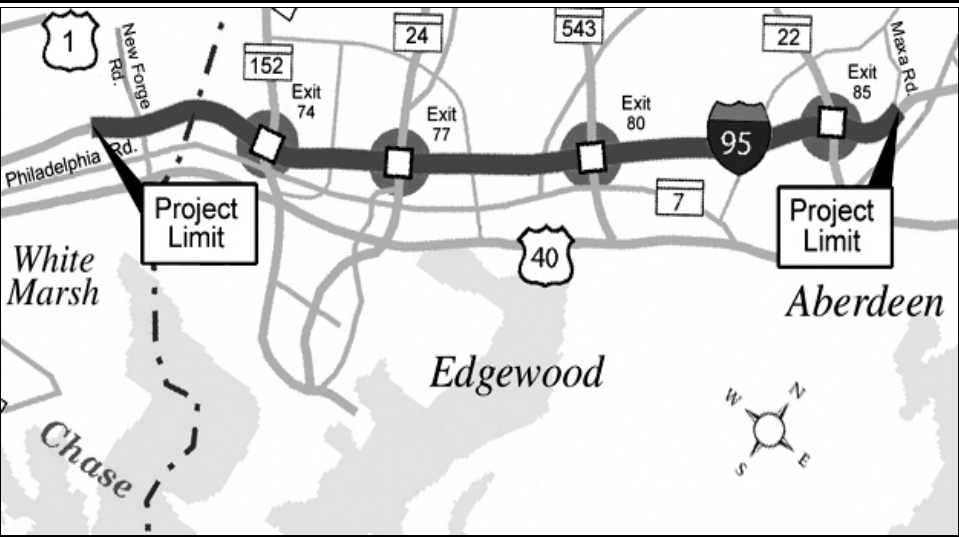 1
New Forge
Rd.
152
Exit
74
24
Exit
77
543
Exit
80
95
22
Exit
85
Maxa Rd.
Philadelphia Rd.
Project
Limit
7
Project
Limit
40
White
Marsh
Aberdeen
Edgewood
Chase
N
W
E
S